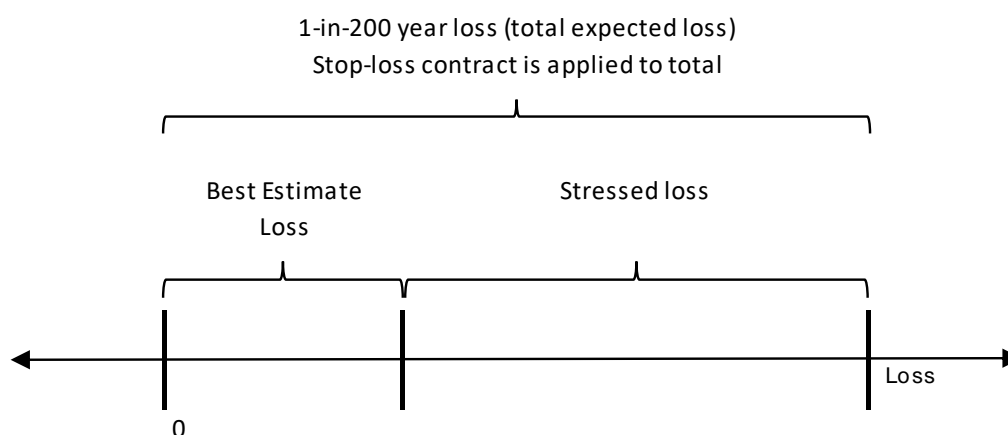 1-in-200 year loss (total expected loss)
Stop-loss contract is applied to total
Best Estimate
Loss
Stressed loss
Loss
0